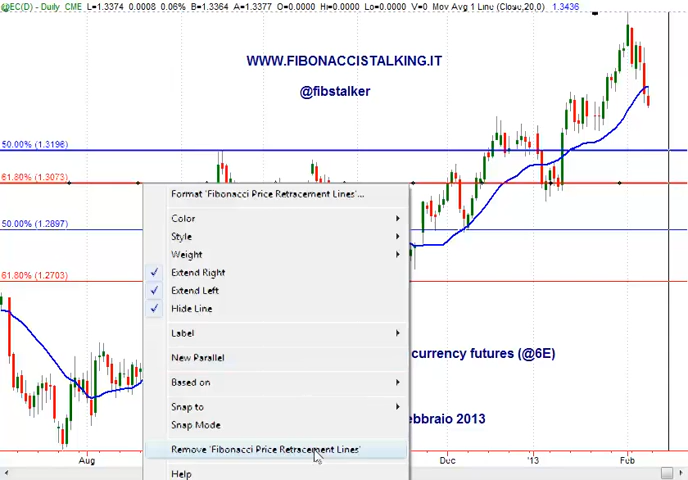 @EC(D) - Daily CME L=1.3374 0.0008 0.06% B=1.3364 A=1.3377 O=0.0000 Hi=0.0000 Lo=0.0000 V=0 Mov Avg 1 Line (Close,20,0) 1.3436
WWW.FIBONACCISTALKING.IT
@fibstalker
50.00% (1.3196)
61.80% (1.3073)
50.00% (1.2897)
61.80% (1.2703)
Format 'Fibonacci Price Retracement Lines'...
Color
Style
Weight
Extend Right
Extend Left
Hide Line
Label
New Parallel
Based on
Snap to
Snap Mode
Remove 'Fibonacci Price Retracement Lines'
Help
currency futures (@6E)
ebbraio 2013
Aug Dec '13 Feb